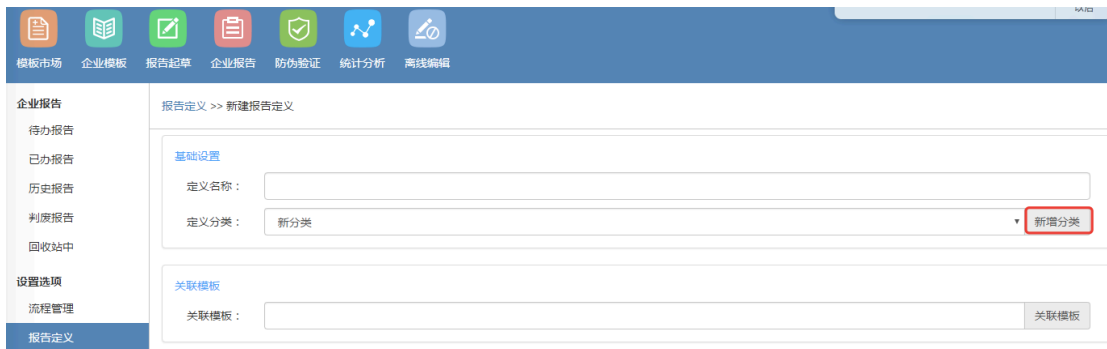 模板市场 企业模板 报告起草 企业报告 防伪验证 统计分析 离线编辑
企业报告
待办报告
已办报告
历史报告
判废报告
回收站中
设置选项
流程管理
报告定义
报告定义 >> 新建报告定义
基础设置
定义名称：
定义分类： 新分类 新增分类
关联模板
关联模板： 关联模板